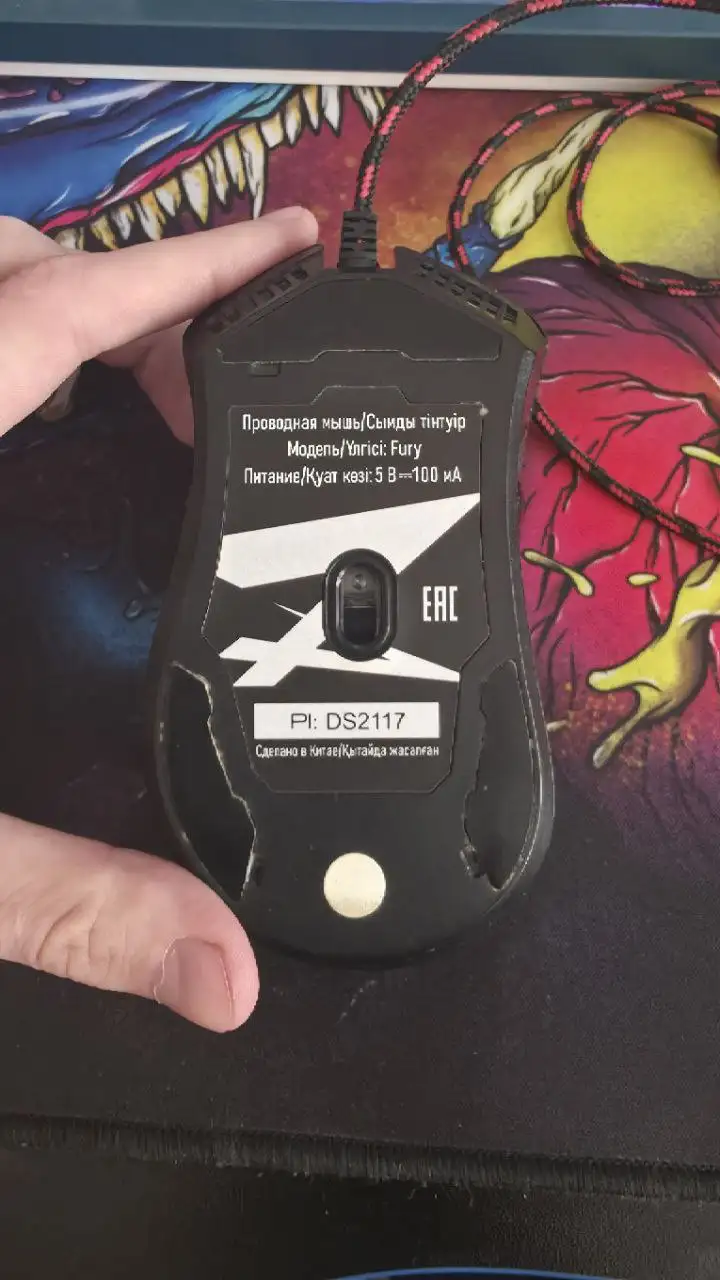 Проводная мышь/Сымды тінтуір
Модель/Үлгісі: Fury
Питание/Қуат көзі: 5 В⎓100 мА
EAC
PI: DS2117
Сделано в Китае/Қытайда жасалған